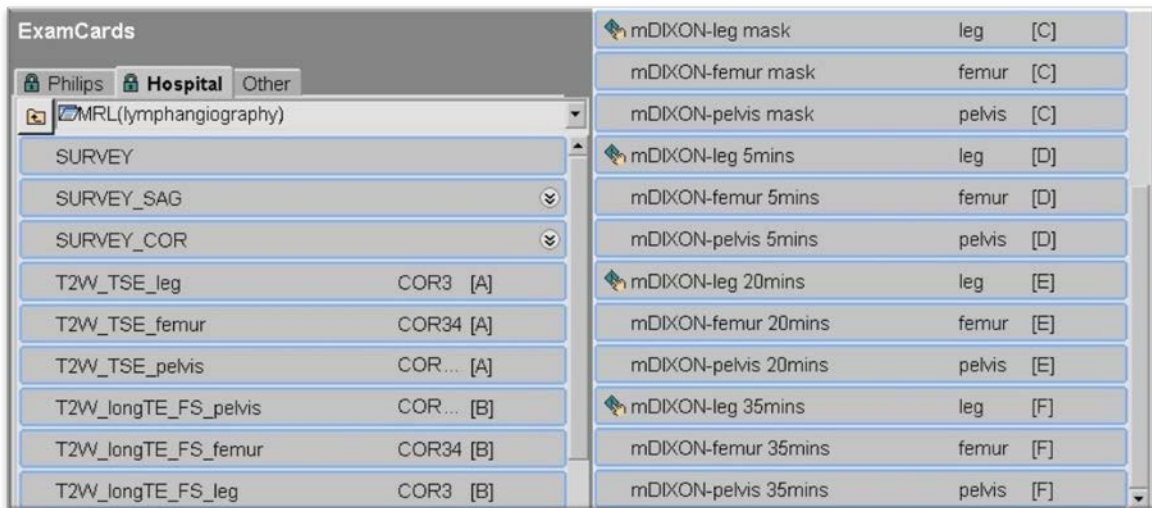 ExamCards
Philips Hospital Other
MRL(lymphangiography)
SURVEY
SURVEY_SAG
SURVEY_COR
T2W_TSE_leg COR3 [A]
T2W_TSE_femur COR34 [A]
T2W_TSE_pelvis COR... [A]
T2W_longTE_FS_pelvis COR... [B]
T2W_longTE_FS_femur COR34 [B]
T2W_longTE_FS_leg COR3 [B]
mDIXON-leg mask leg [C]
mDIXON-femur mask femur [C]
mDIXON-pelvis mask pelvis [C]
mDIXON-leg 5mins leg [D]
mDIXON-femur 5mins femur [D]
mDIXON-pelvis 5mins pelvis [D]
mDIXON-leg 20mins leg [E]
mDIXON-femur 20mins femur [E]
mDIXON-pelvis 20mins pelvis [E]
mDIXON-leg 35mins leg [F]
mDIXON-femur 35mins femur [F]
mDIXON-pelvis 35mins pelvis [F]